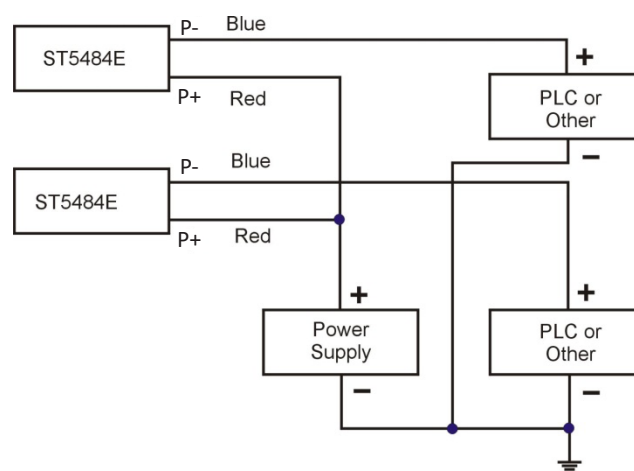 P- Blue
ST5484E
+
P+ Red
PLC or
Other
−
P- Blue
ST5484E
P+ Red
+
+
Power
Supply
PLC or
Other
−
−